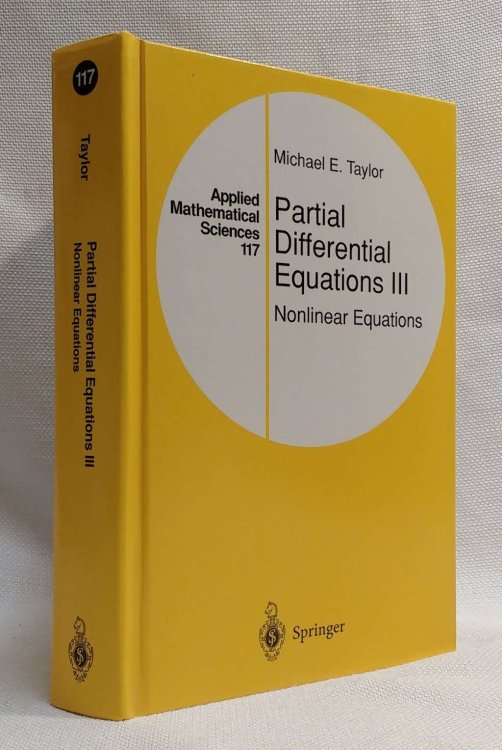 117
Taylor
Partial Differential Equations III
Nonlinear Equations
Michael E. Taylor
Applied
Mathematical
Sciences
117
Partial
Differential
Equations III
Nonlinear Equations
Springer